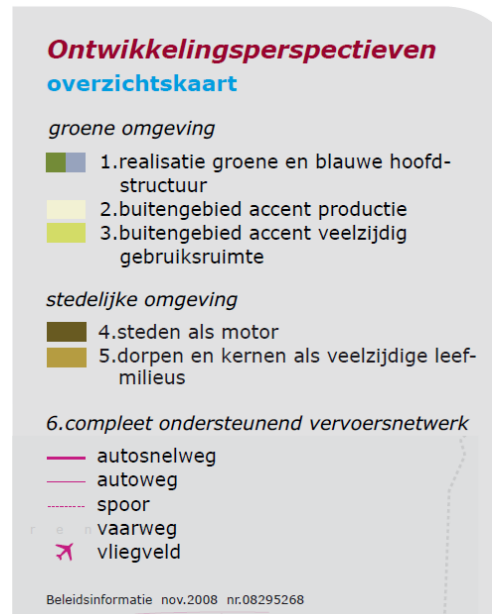 Ontwikkelingsperspectieven
overzichtskaart
groene omgeving
1.realisatie groene en blauwe hoofd-
structuur
2.buitengebied accent productie
3.buitengebied accent veelzijdig
gebruiksruimte
stedelijke omgeving
4.steden als motor
5.dorpen en kernen als veelzijdige leef-
milieus
6.compleet ondersteunend vervoersnetwerk
autosnelweg
autoweg
spoor
vaarweg
vliegveld
Beleidsinformatie nov.2008 nr.08295268